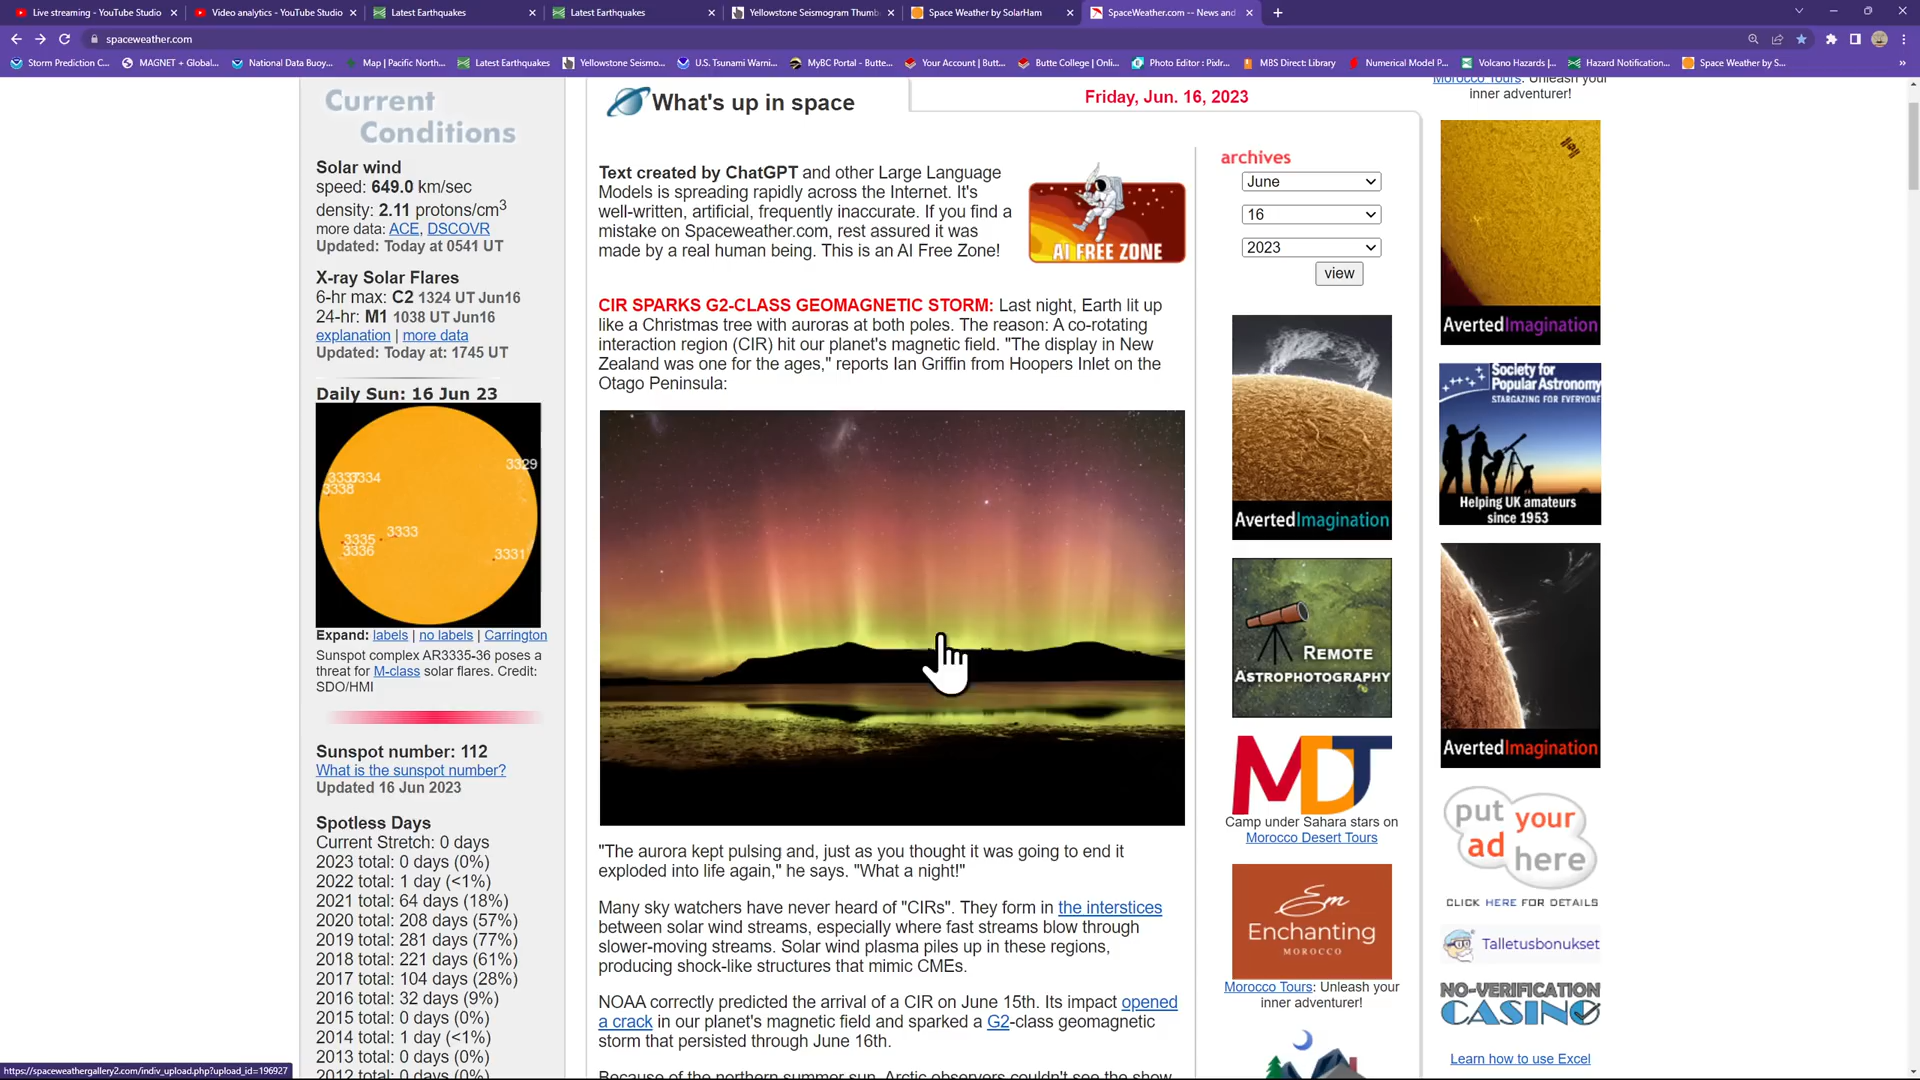 Live streaming - YouTube Studio
Video analytics - YouTube Studio
Latest Earthquakes
Latest Earthquakes
Yellowstone Seismogram Thumb
Space Weather by SolarHam
SpaceWeather.com -- News and
spaceweather.com
Storm Prediction C...
MAGNET + Global...
National Data Buoy...
Map | Pacific North...
Latest Earthquakes
Yellowstone Seismo...
U.S. Tsunami Warni...
MyBC Portal - Butte...
Your Account | Butt...
Butte College | Onli...
Photo Editor : Pixlr...
MBS Direct Library
Numerical Model P...
Volcano Hazards |...
Hazard Notification...
Space Weather by S...
»
Current
Conditions
Solar wind
speed: 649.0 km/sec
density: 2.11 protons/cm3
more data: ACE, DSCOVR
Updated: Today at 0541 UT
X-ray Solar Flares
6-hr max: C2 1324 UT Jun16
24-hr: M1 1038 UT Jun16
explanation | more data
Updated: Today at: 1745 UT
Daily Sun: 16 Jun 23
3329
3337
3334
3338
3333
3335
3336
3331
Expand: labels | no labels | Carrington
Sunspot complex AR3335-36 poses a
threat for M-class solar flares. Credit:
SDO/HMI
Sunspot number: 112
What is the sunspot number?
Updated 16 Jun 2023
Spotless Days
Current Stretch: 0 days
2023 total: 0 days (0%)
2022 total: 1 day (<1%)
2021 total: 64 days (18%)
2020 total: 208 days (57%)
2019 total: 281 days (77%)
2018 total: 221 days (61%)
2017 total: 104 days (28%)
2016 total: 32 days (9%)
2015 total: 0 days (0%)
2014 total: 1 day (<1%)
2013 total: 0 days (0%)
2012 total: 0 days (0%)
https://spaceweathergallery2.com/indiv_upload.php?upload_id=196927
What's up in space
Friday, Jun. 16, 2023
Text created by ChatGPT and other Large Language
Models is spreading rapidly across the Internet. It's
well-written, artificial, frequently inaccurate. If you find a
mistake on Spaceweather.com, rest assured it was
made by a real human being. This is an AI Free Zone!
AI FREE ZONE
CIR SPARKS G2-CLASS GEOMAGNETIC STORM: Last night, Earth lit up
like a Christmas tree with auroras at both poles. The reason: A co-rotating
interaction region (CIR) hit our planet's magnetic field. "The display in New
Zealand was one for the ages," reports Ian Griffin from Hoopers Inlet on the
Otago Peninsula:
"The aurora kept pulsing and, just as you thought it was going to end it
exploded into life again," he says. "What a night!"
Many sky watchers have never heard of "CIRs". They form in the interstices
between solar wind streams, especially where fast streams blow through
slower-moving streams. Solar wind plasma piles up in these regions,
producing shock-like structures that mimic CMEs.
NOAA correctly predicted the arrival of a CIR on June 15th. Its impact opened
a crack in our planet's magnetic field and sparked a G2-class geomagnetic
storm that persisted through June 16th.
Because of the northern summer sun, Arctic observers couldn't see the show
archives
June
16
2023
view
AvertedImagination
REMOTE
ASTROPHOTOGRAPHY
MDT
Camp under Sahara stars on
Morocco Desert Tours
Em
Enchanting
MOROCCO
Morocco Tours: Unleash your
inner adventurer!
Morocco Tours: Unleash your
inner adventurer!
AvertedImagination
Society for
Popular Astronomy
STARGAZING FOR EVERYONE
Helping UK amateurs
since 1953
AvertedImagination
put your
ad here
CLICK HERE FOR DETAILS
Talletusbonukset
NO-VERIFICATION
CASINO
Learn how to use Excel